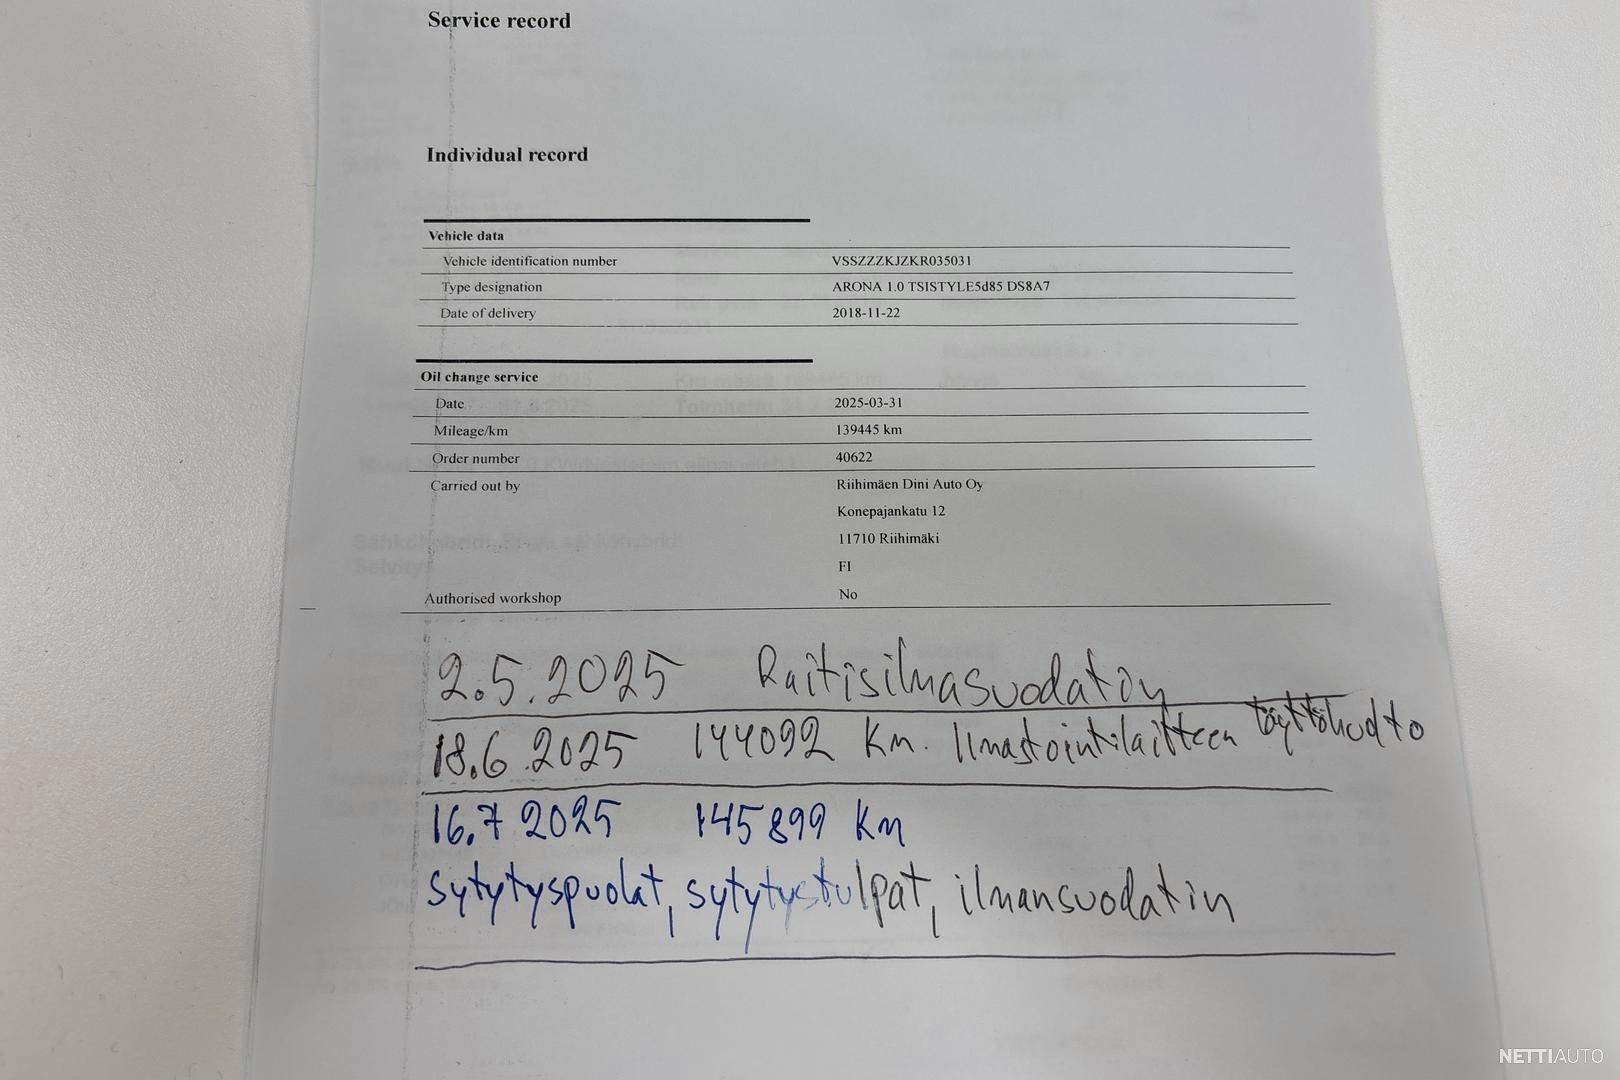 Service record
Individual record
Vehicle data
Vehicle identification number VSSZZZKJZKR035031
Type designation ARONA 1.0 TSISTYLE5d85 DS8A7
Date of delivery 2018-11-22
Oil change service
Date 2025-03-31
Mileage/km 139445 km
Order number 40622
Carried out by Riihimäen Dini Auto Oy
Konepajankatu 12
11710 Riihimäki
FI
Authorised workshop No
2.5.2025 Raitisilmasuodatin
18.6.2025 144092 Km. Ilmastointilaitteen täyttöhuolto
16.7 2025 145899 Km
Sytytyspuolat, sytytystulpat, ilmansuodatin
NETTIAUTO